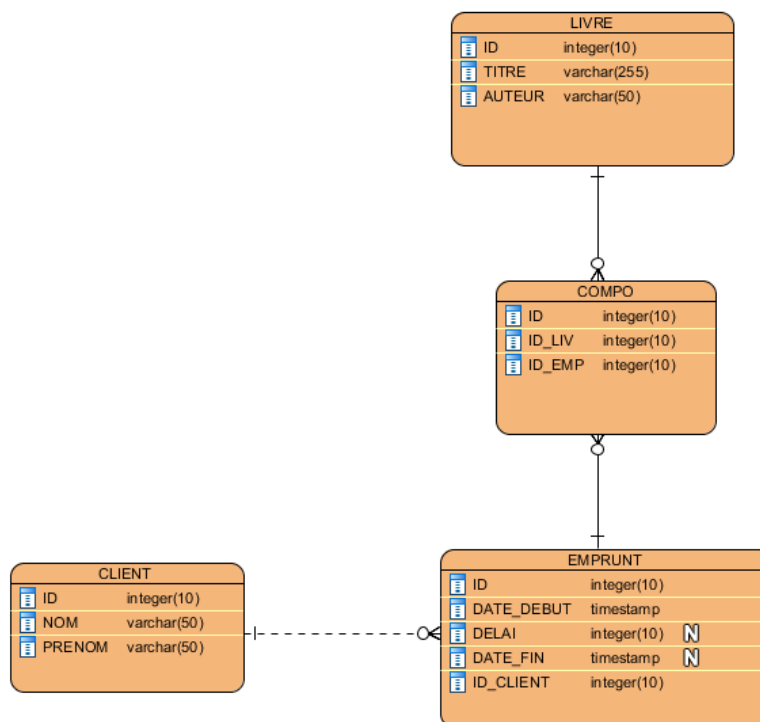 LIVRE
ID integer(10)
TITRE varchar(255)
AUTEUR varchar(50)
COMPO
ID integer(10)
ID_LIV integer(10)
ID_EMP integer(10)
CLIENT
ID integer(10)
NOM varchar(50)
PRENOM varchar(50)
EMPRUNT
ID integer(10)
DATE_DEBUT timestamp
DELAI integer(10) N
DATE_FIN timestamp N
ID_CLIENT integer(10)